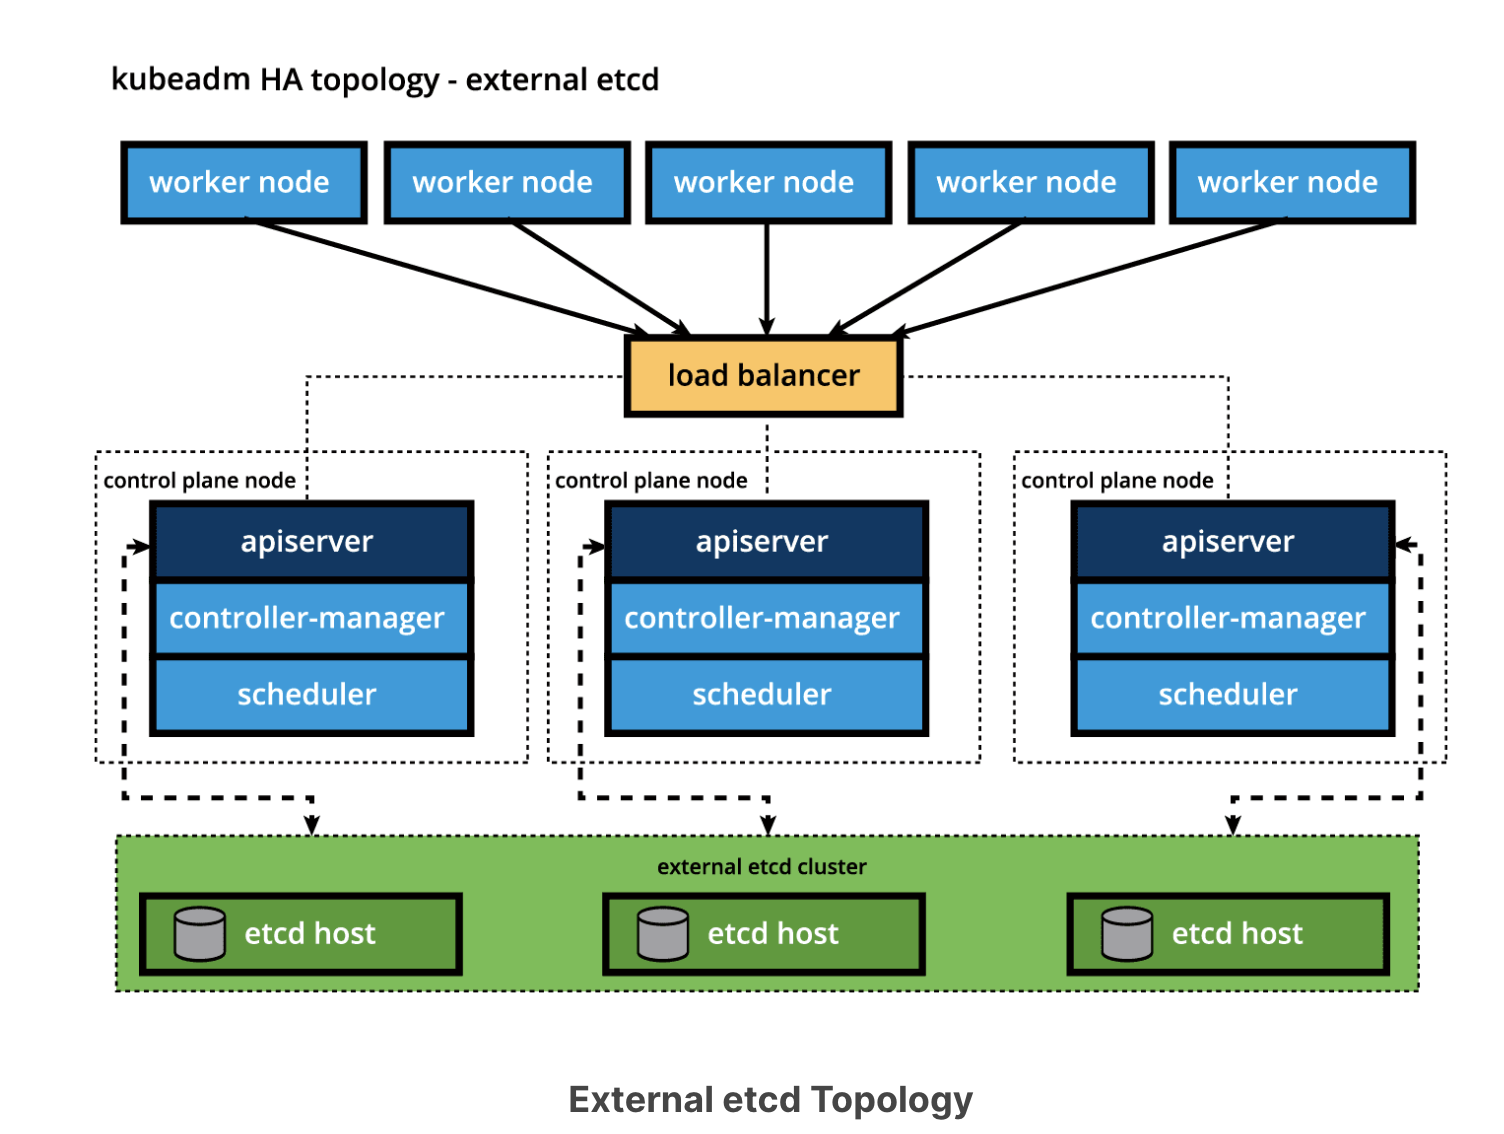 kubeadm HA topology - external etcd
worker node
worker node
worker node
worker node
worker node
load balancer
control plane node
control plane node
control plane node
apiserver
apiserver
apiserver
controller-manager
controller-manager
controller-manager
scheduler
scheduler
scheduler
external etcd cluster
etcd host
etcd host
etcd host
External etcd Topology